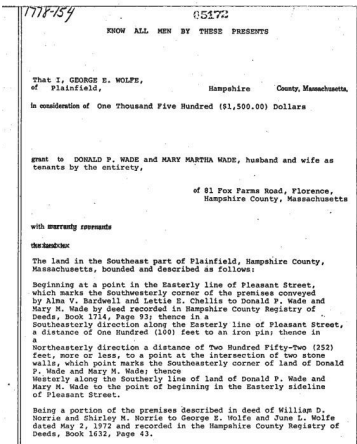 1778-154
05172
KNOW ALL MEN BY THESE PRESENTS
That I, GEORGE E. WOLFE,
of Plainfield, Hampshire County, Massachusetts,
in consideration of One Thousand Five Hundred ($1,500.00) Dollars
grant to DONALD P. WADE and MARY MARTHA WADE, husband and wife as
tenants by the entirety,
of 81 Fox Farms Road, Florence,
Hampshire County, Massachusetts
with warranty covenants
The land in the Southeast part of Plainfield, Hampshire County,
Massachusetts, bounded and described as follows:
Beginning at a point in the Easterly line of Pleasant Street,
which marks the Southwesterly corner of the premises conveyed
by Alma V. Bardwell and Lettie E. Chellis to Donald P. Wade and
Mary M. Wade by deed recorded in Hampshire County Registry of
Deeds, Book 1714, Page 93; thence in a
Southeasterly direction along the Easterly line of Pleasant Street,
a distance of One Hundred (100) feet to an iron pin; thence in
a
Northeasterly direction a distance of Two Hundred Fifty-Two (252)
feet, more or less, to a point at the intersection of two stone
walls, which point marks the Southeasterly corner of land of Donald
P. Wade and Mary M. Wade; thence
Westerly along the Southerly line of land of Donald P. Wade and
Mary M. Wade to the point of beginning in the Easterly sideline
of Pleasant Street.
Being a portion of the premises described in deed of William D.
Norrie and Shirley M. Norrie to George E. Wolfe and June L. Wolfe
dated May 2, 1972 and recorded in the Hampshire County Registry of
Deeds, Book 1632, Page 43.